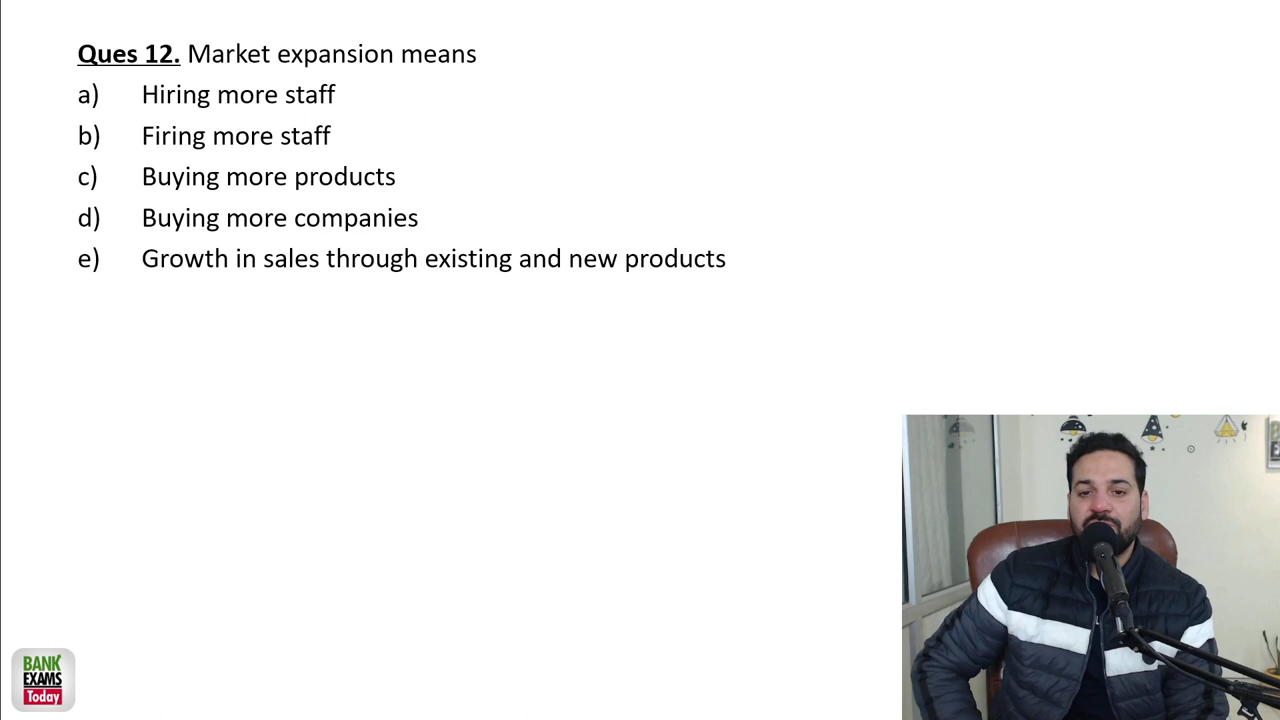 Ques 12. Market expansion means
a) Hiring more staff
b) Firing more staff
c) Buying more products
d) Buying more companies
e) Growth in sales through existing and new products
BANK
EXAMS
Today